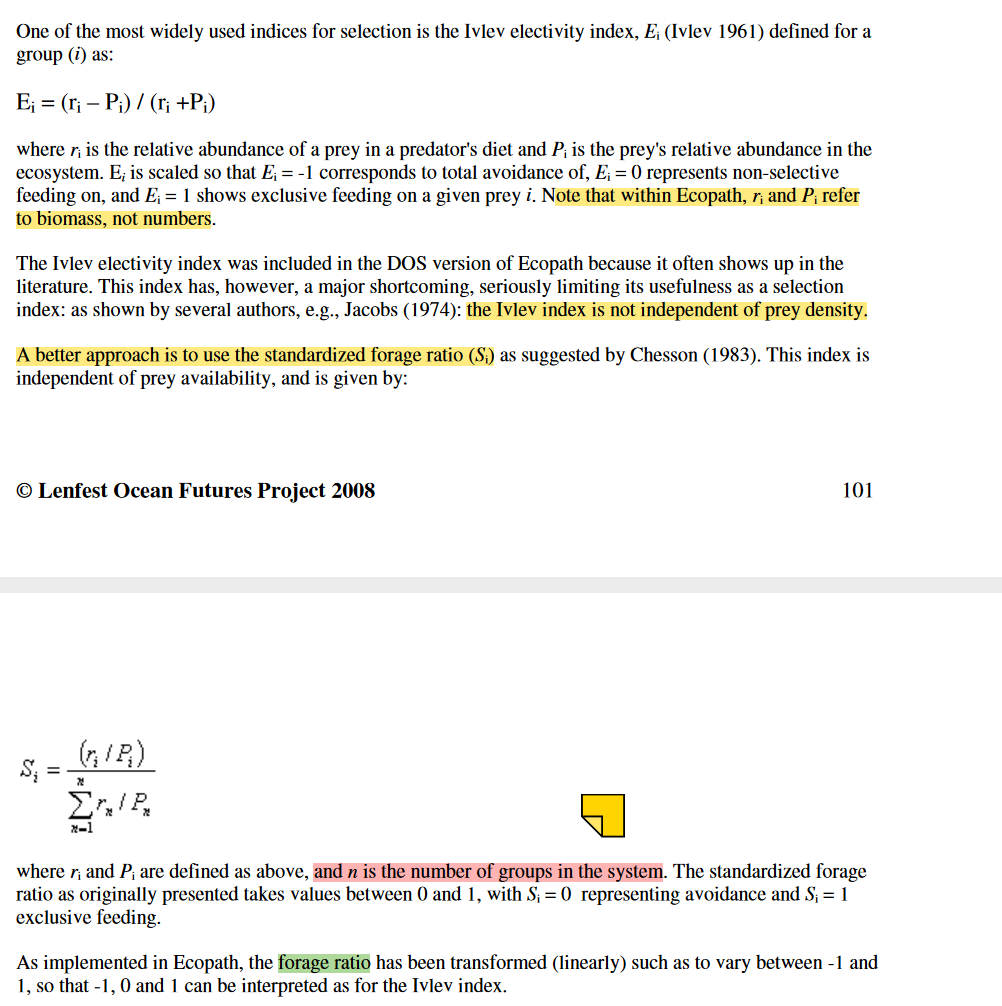 One of the most widely used indices for selection is the Ivlev electivity index, Ei (Ivlev 1961) defined for a
group (i) as:
Ei = (ri – Pi) / (ri +Pi)
where ri is the relative abundance of a prey in a predator's diet and Pi is the prey's relative abundance in the
ecosystem. Ei is scaled so that Ei = -1 corresponds to total avoidance of, Ei = 0 represents non-selective
feeding on, and Ei = 1 shows exclusive feeding on a given prey i. Note that within Ecopath, ri and Pi refer
to biomass, not numbers.
The Ivlev electivity index was included in the DOS version of Ecopath because it often shows up in the
literature. This index has, however, a major shortcoming, seriously limiting its usefulness as a selection
index: as shown by several authors, e.g., Jacobs (1974): the Ivlev index is not independent of prey density.
A better approach is to use the standardized forage ratio (Si) as suggested by Chesson (1983). This index is
independent of prey availability, and is given by:
© Lenfest Ocean Futures Project 2008 101
Si = (ri / Pi)
n
∑ rn / Pn
n=1
where ri and Pi are defined as above, and n is the number of groups in the system. The standardized forage
ratio as originally presented takes values between 0 and 1, with Si = 0 representing avoidance and Si = 1
exclusive feeding.
As implemented in Ecopath, the forage ratio has been transformed (linearly) such as to vary between -1 and
1, so that -1, 0 and 1 can be interpreted as for the Ivlev index.